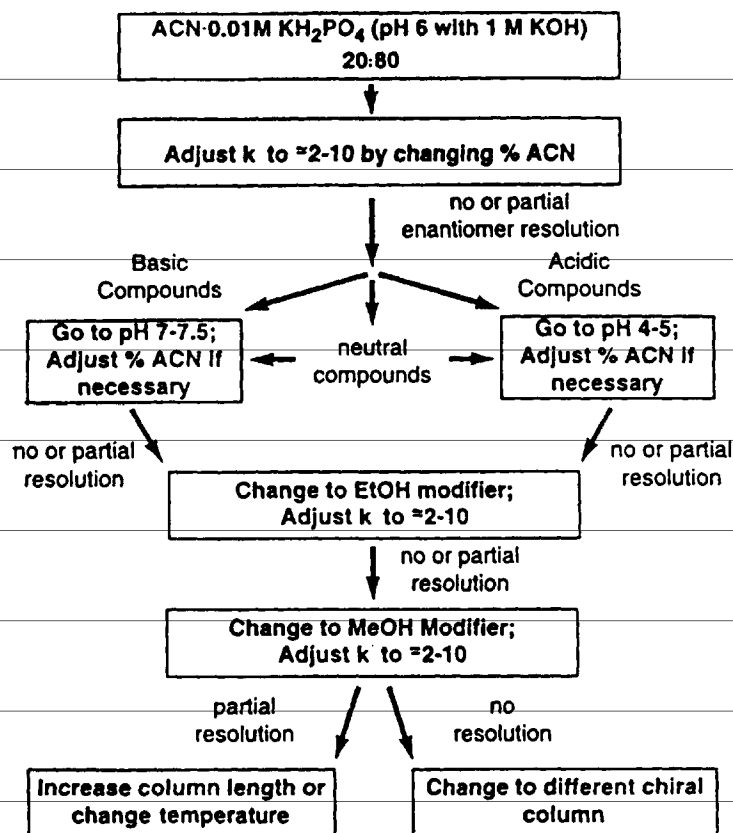 ACN·0.01M KH₂PO₄ (pH 6 with 1 M KOH)
20:80
Adjust k to ≃2-10 by changing % ACN
no or partial
enantiomer resolution
Basic
Compounds
Acidic
Compounds
Go to pH 7-7.5;
Adjust % ACN if
necessary
neutral
compounds
Go to pH 4-5;
Adjust % ACN if
necessary
no or partial
resolution
no or partial
resolution
Change to EtOH modifier;
Adjust k to ≃2-10
no or partial
resolution
Change to MeOH Modifier;
Adjust k to ≃2-10
partial
resolution
no
resolution
Increase column length or
change temperature
Change to different chiral
column